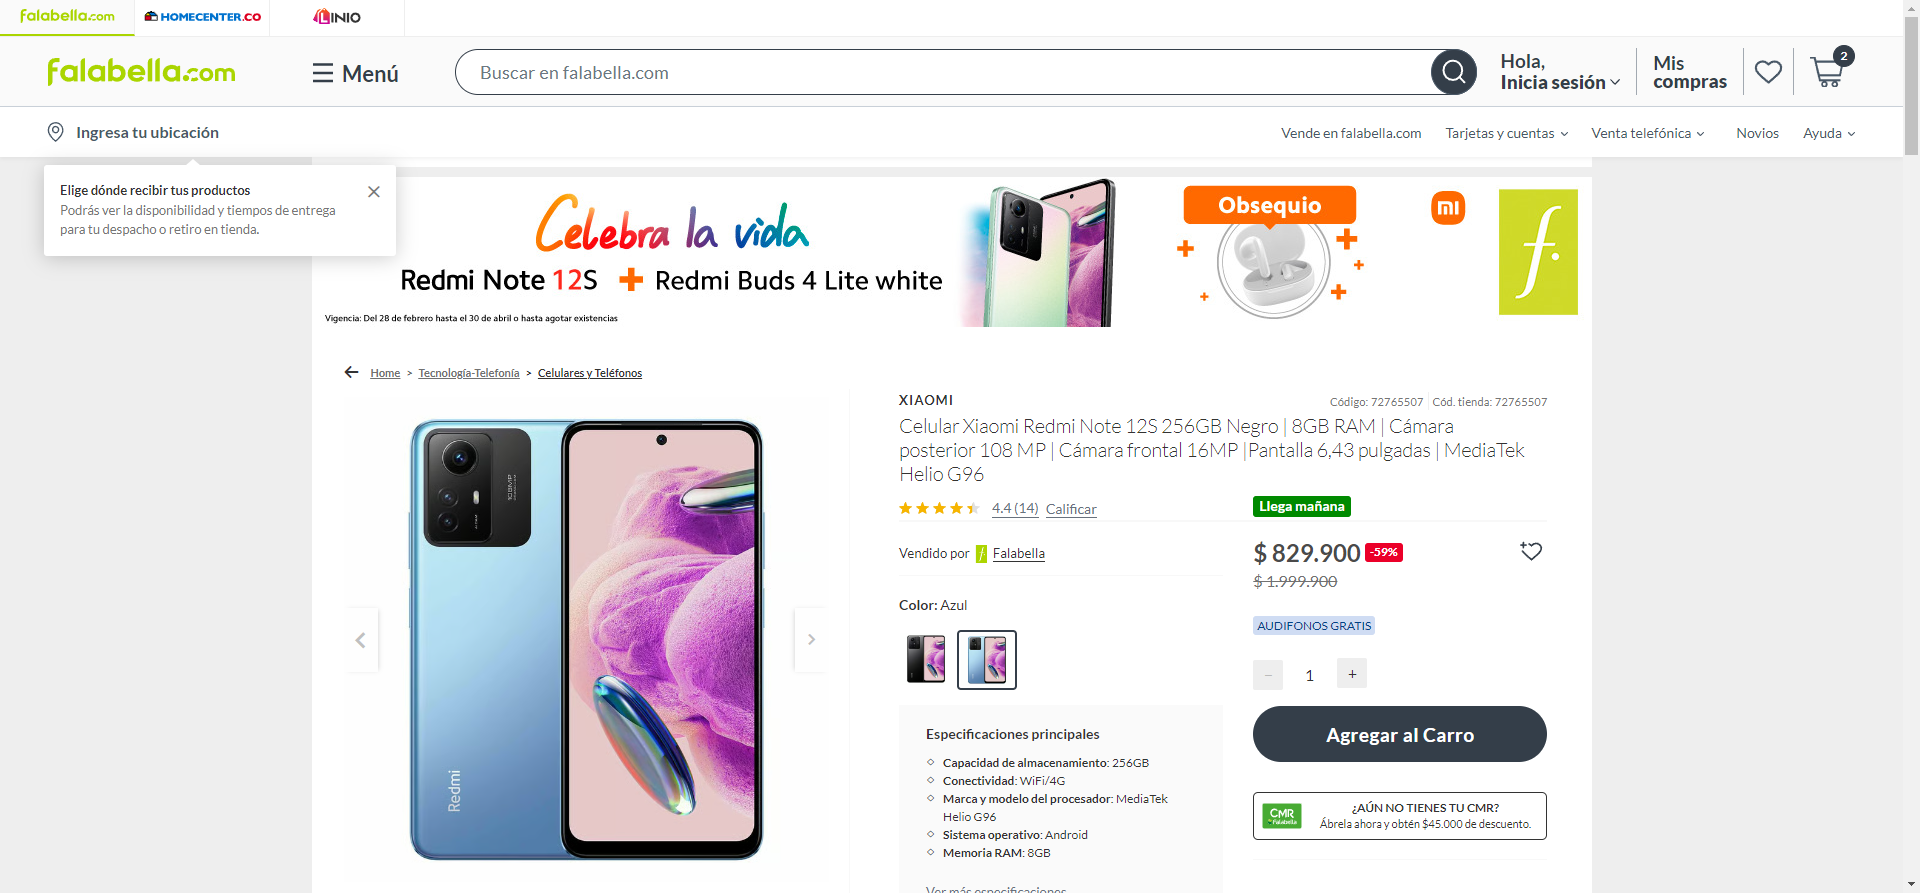 falabella.com
HOMECENTER.CO
LINIO
falabella.com
Menú
Buscar en falabella.com
Hola,
Inicia sesión
Mis
compras
2
Ingresa tu ubicación
Vende en falabella.com
Tarjetas y cuentas
Venta telefónica
Novios
Ayuda
Elige dónde recibir tus productos
Podrás ver la disponibilidad y tiempos de entrega
para tu despacho o retiro en tienda.
Celebra la vida
Redmi Note 12S + Redmi Buds 4 Lite white
Vigencia: Del 28 de febrero hasta el 30 de abril o hasta agotar existencias
Obsequio
mi
f.
Home > Tecnología-Telefonía > Celulares y Teléfonos
108MP
Redmi
XIAOMI
Código: 72765507 Cód. tienda: 72765507
Celular Xiaomi Redmi Note 12S 256GB Negro | 8GB RAM | Cámara
posterior 108 MP | Cámara frontal 16MP |Pantalla 6,43 pulgadas | MediaTek
Helio G96
4.4 (14) Calificar
Llega mañana
Vendido por Falabella
$ 829.900 -59%
$ 1.999.900
Color: Azul
AUDIFONOS GRATIS
− 1 +
Agregar al Carro
Especificaciones principales
Capacidad de almacenamiento: 256GB
Conectividad: WiFi/4G
Marca y modelo del procesador: MediaTek
Helio G96
Sistema operativo: Android
Memoria RAM: 8GB
Ver más especificaciones
CMR
Falabella
¿AÚN NO TIENES TU CMR?
Ábrela ahora y obtén $45.000 de descuento.